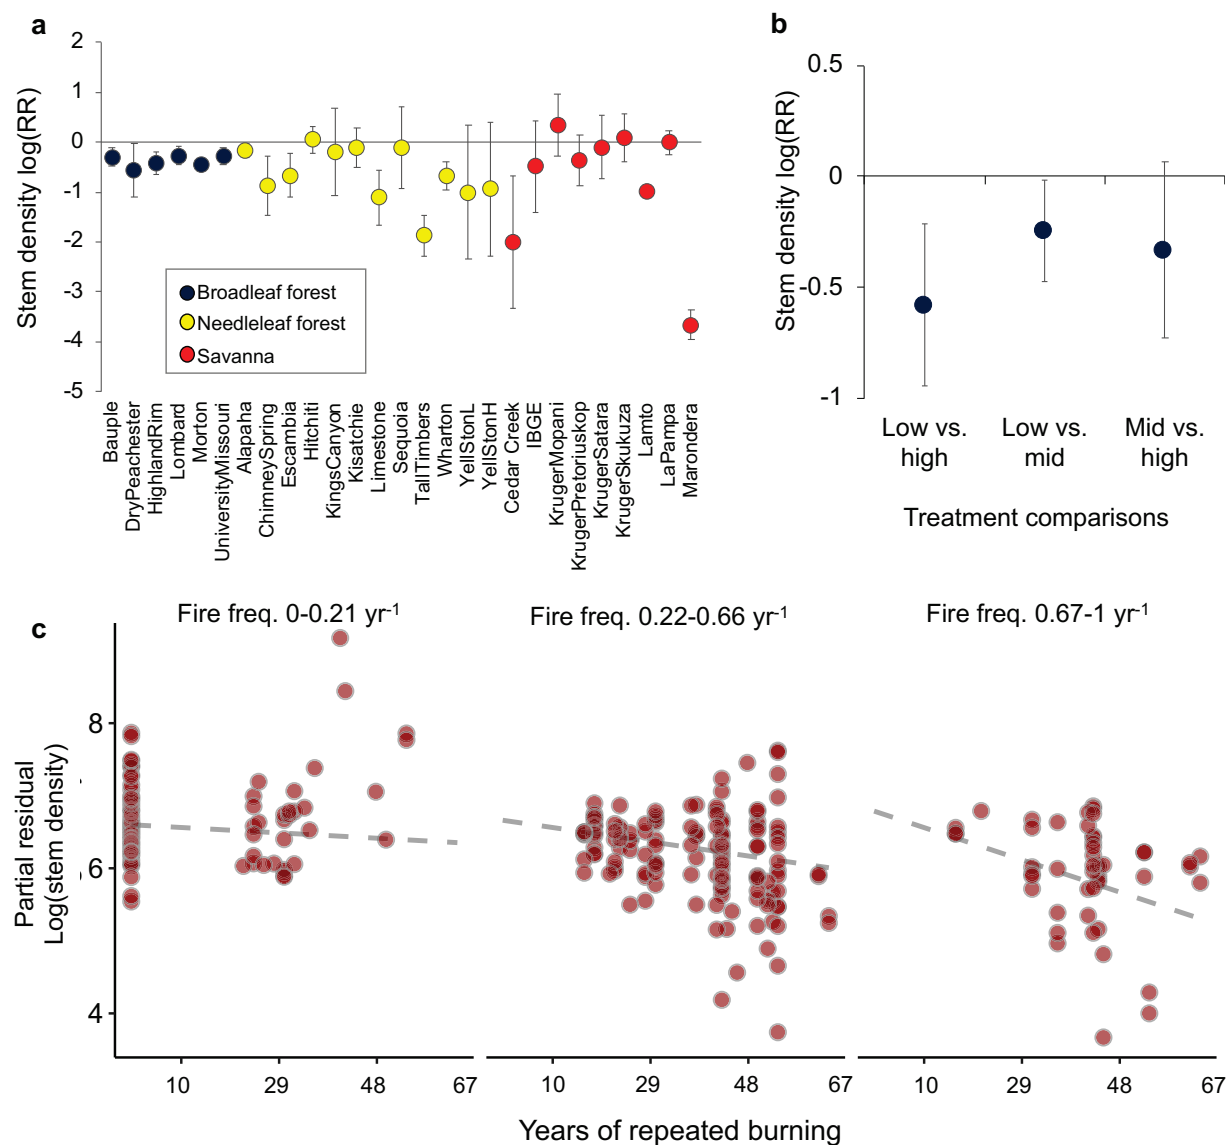 a
2
1
0
-1
-2
-3
-4
-5
Stem density log(RR)
Broadleaf forest
Needleleaf forest
Savanna
Bauple
DryPeachester
HighlandRim
Lombard
Morton
UniversityMissouri
Alapaha
ChimneySpring
Escambia
Hitchiti
KingsCanyon
Kisatchie
Limestone
Sequoia
TallTimbers
Wharton
YellStonL
YellStonH
Cedar Creek
IBGE
KrugerMopani
KrugerPretoriuskop
KrugerSatara
KrugerSkukuza
Lamto
LaPampa
Marondera
b
0.5
0
-0.5
-1
Stem density log(RR)
Low vs. high
Low vs. mid
Mid vs. high
Treatment comparisons
c
Fire freq. 0-0.21 yr-1
Fire freq. 0.22-0.66 yr-1
Fire freq. 0.67-1 yr-1
8
6
4
Partial residual
Log(stem density)
10 29 48 67
10 29 48 67
10 29 48 67
Years of repeated burning